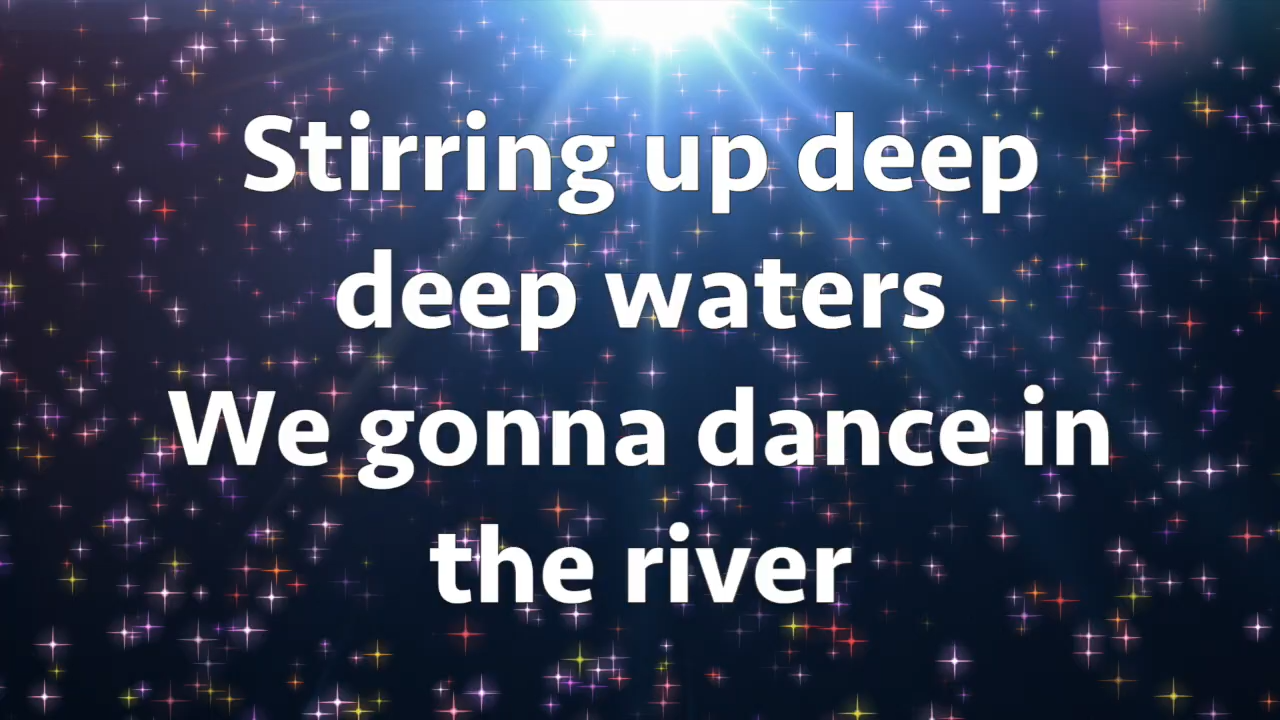 Stirring up deep
deep waters
We gonna dance in
the river